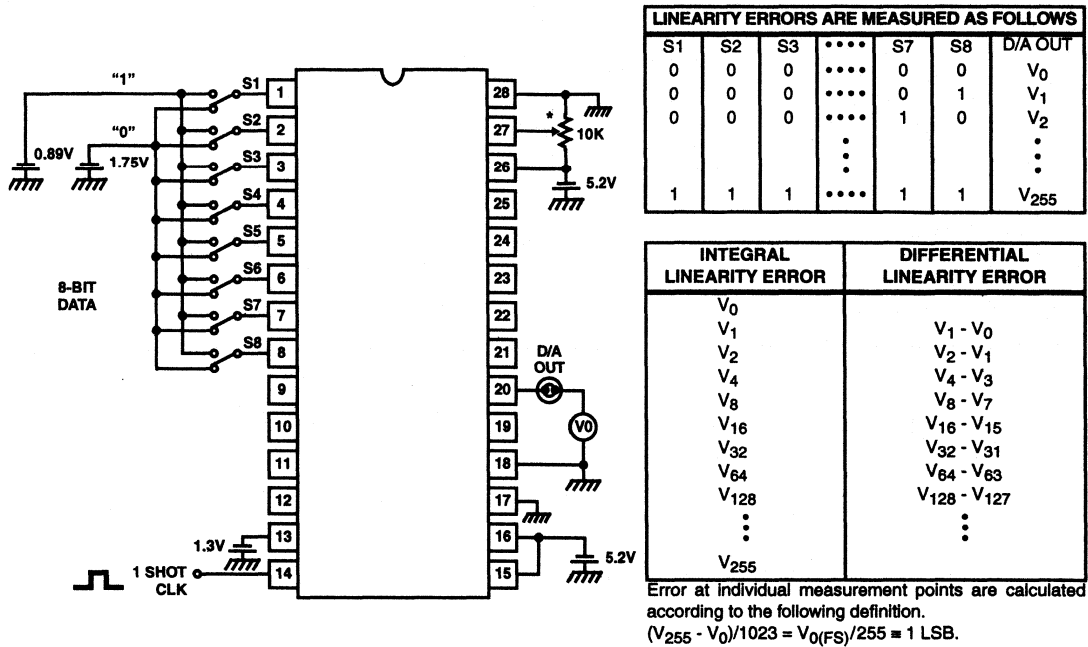 LINEARITY ERRORS ARE MEASURED AS FOLLOWS
S1 S2 S3 •••• S7 S8 D/A OUT
0 0 0 •••• 0 0 V0
0 0 0 •••• 0 1 V1
0 0 0 •••• 1 0 V2
1 1 1 •••• 1 1 V255
INTEGRAL LINEARITY ERROR
DIFFERENTIAL LINEARITY ERROR
V0
V1 V1 - V0
V2 V2 - V1
V4 V4 - V3
V8 V8 - V7
V16 V16 - V15
V32 V32 - V31
V64 V64 - V63
V128 V128 - V127
V255
Error at individual measurement points are calculated
according to the following definition.
(V255 - V0)/1023 = V0(FS)/255 ≡ 1 LSB.
"1"
"0"
0.89V
1.75V
S1
S2
S3
S4
S5
S6
S7
S8
8-BIT
DATA
1
2
3
4
5
6
7
8
9
10
11
12
13
14
1.3V
1 SHOT
CLK
28
27
26
25
24
23
22
21
20
19
18
17
16
15
*
10K
5.2V
D/A
OUT
V0
5.2V